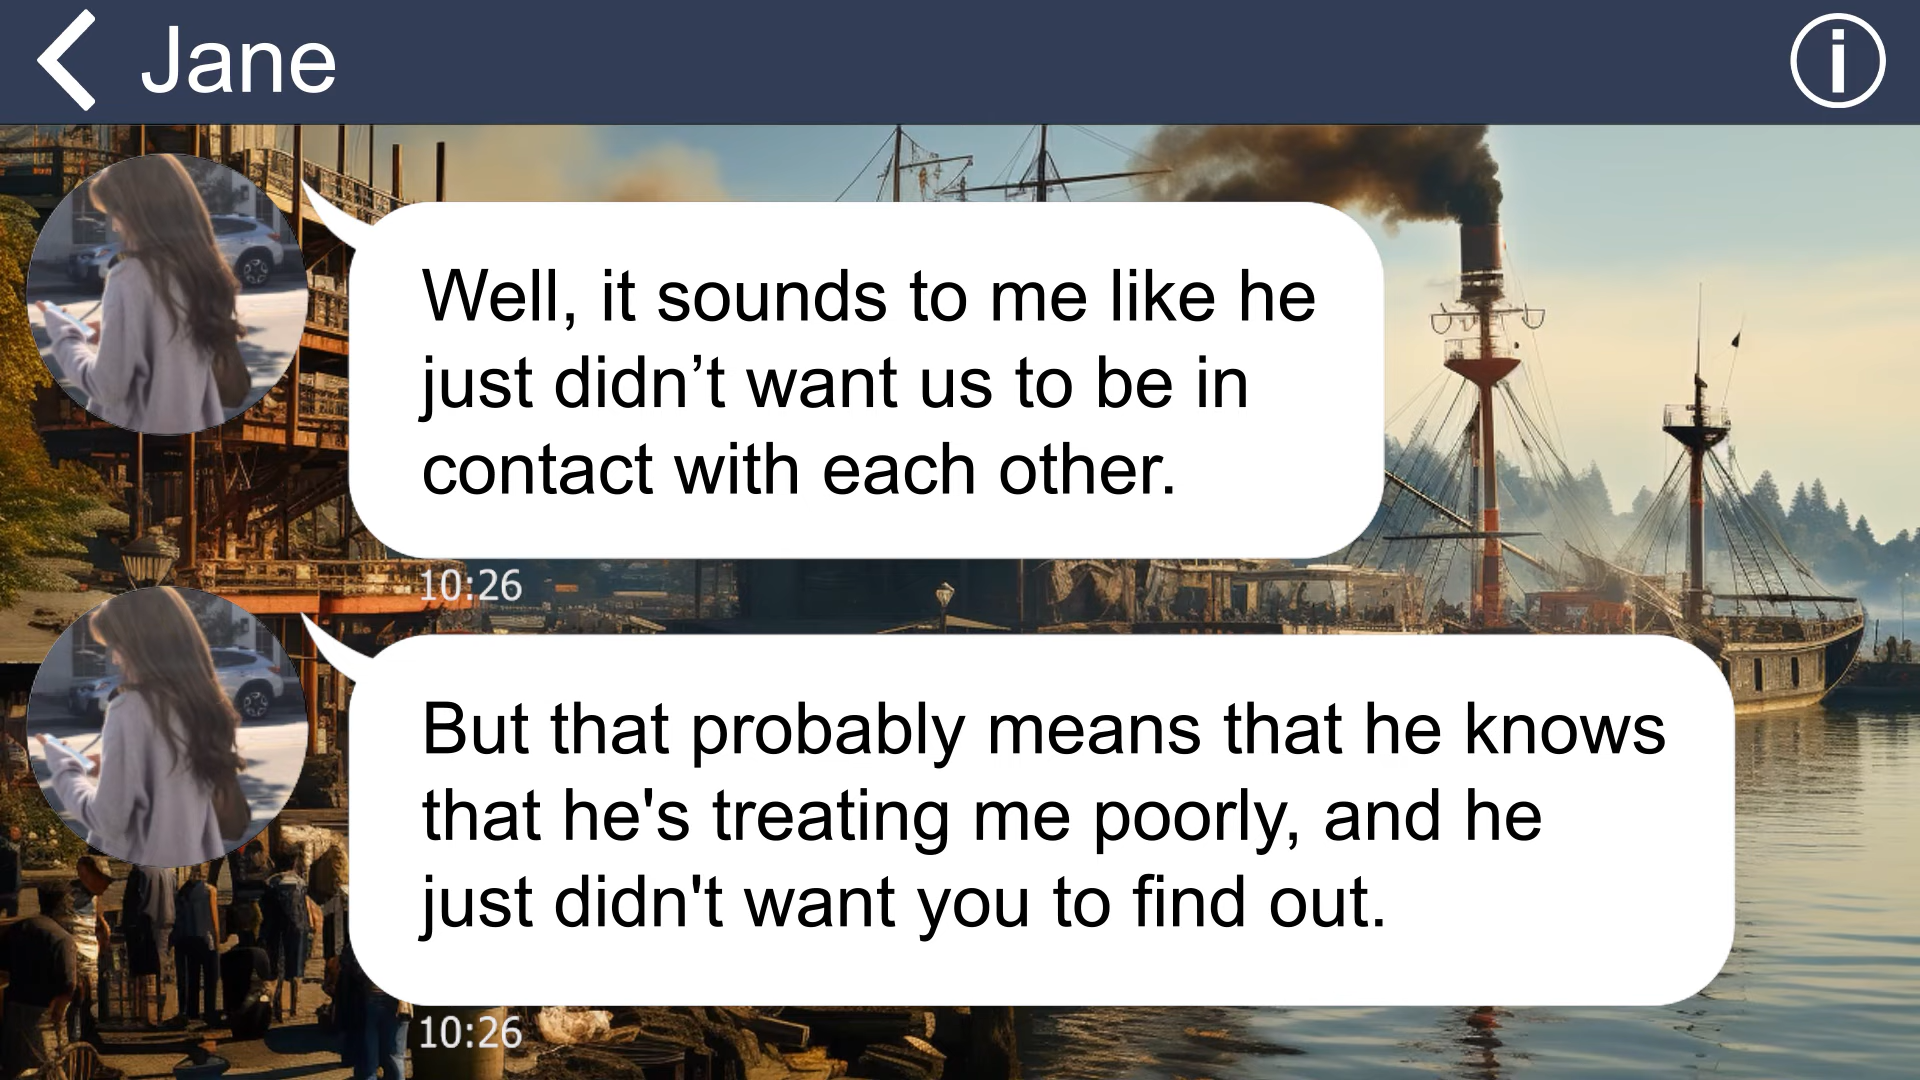 Jane
Well, it sounds to me like he
just didn’t want us to be in
contact with each other.
10:26
But that probably means that he knows
that he's treating me poorly, and he
just didn't want you to find out.
10:26